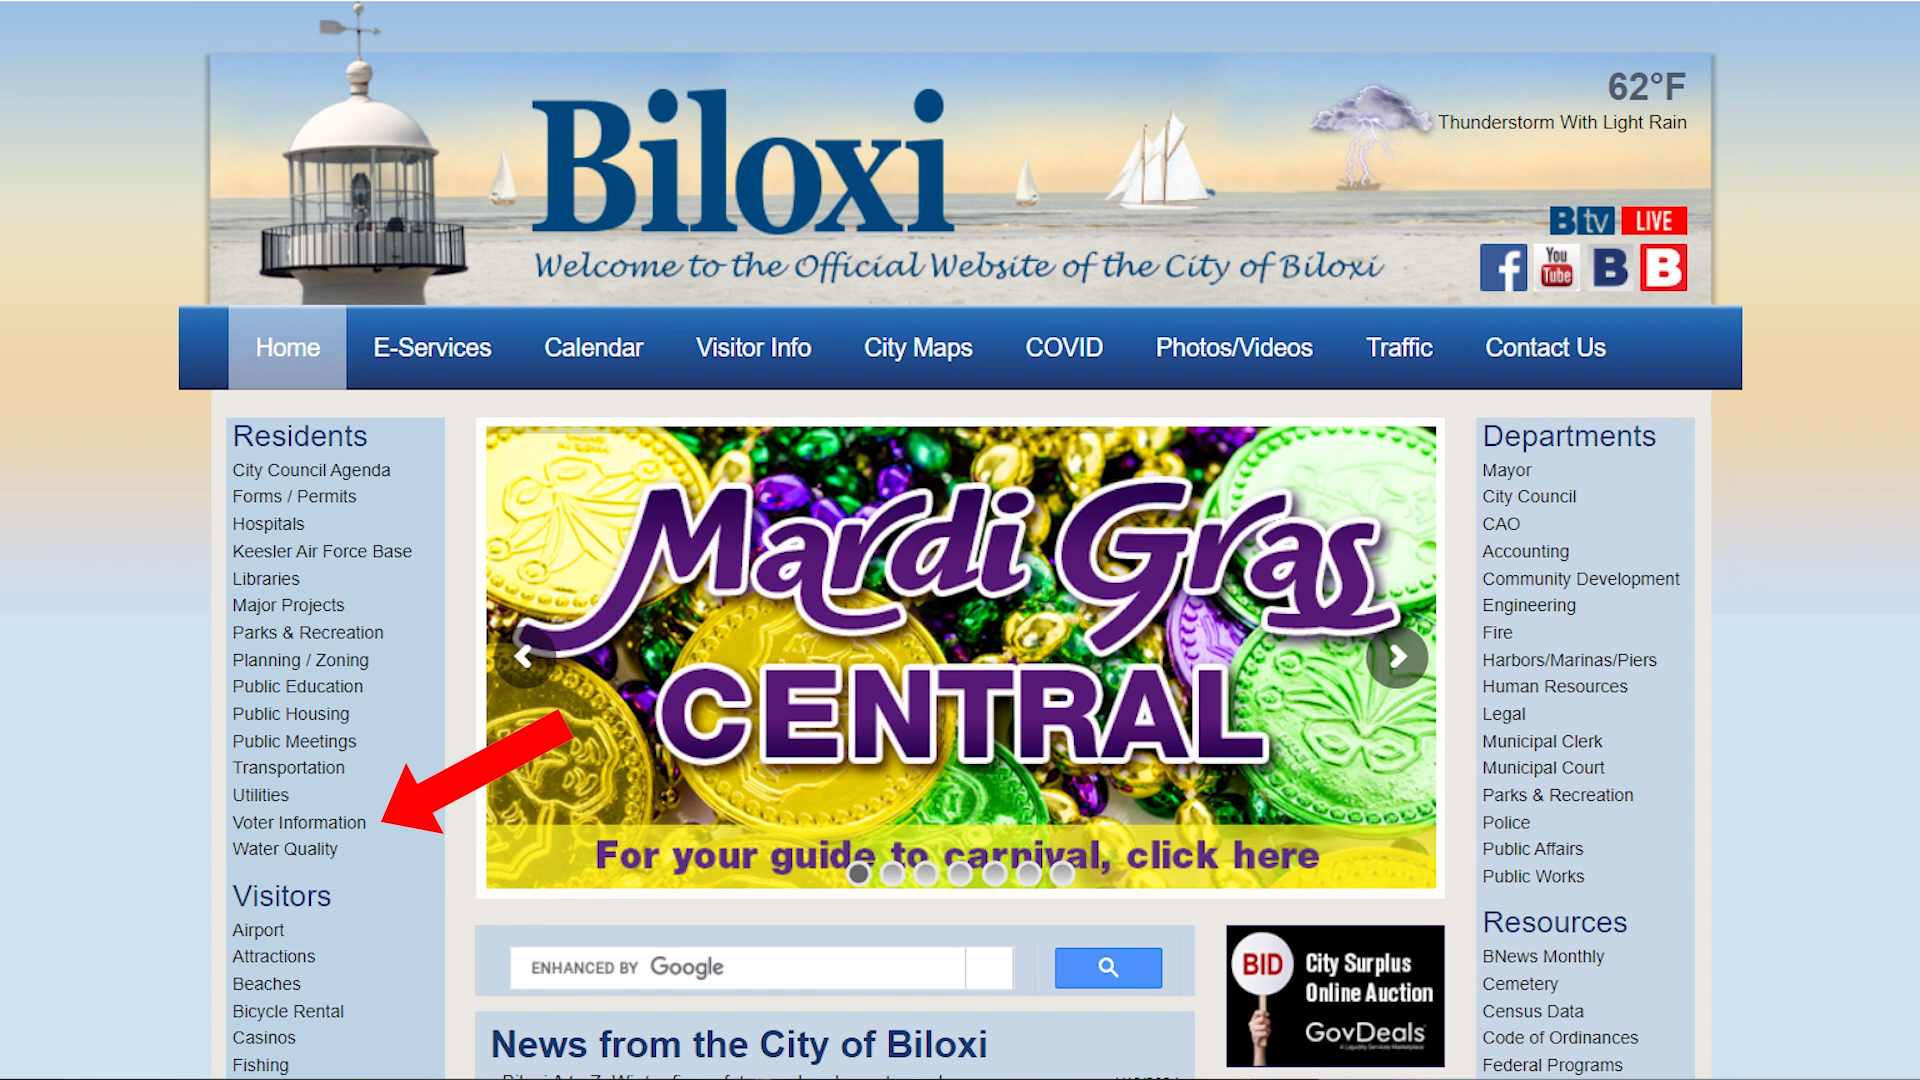 62°F
Thunderstorm With Light Rain
Biloxi
Welcome to the Official Website of the City of Biloxi
Btv LIVE
f You Tube B B
Home E-Services Calendar Visitor Info City Maps COVID Photos/Videos Traffic Contact Us
Residents
City Council Agenda
Forms / Permits
Hospitals
Keesler Air Force Base
Libraries
Major Projects
Parks & Recreation
Planning / Zoning
Public Education
Public Housing
Public Meetings
Transportation
Utilities
Voter Information
Water Quality
Visitors
Airport
Attractions
Beaches
Bicycle Rental
Casinos
Fishing
Mardi Gras
CENTRAL
For your guide to carnival, click here
ENHANCED BY Google
News from the City of Biloxi
BID
City Surplus
Online Auction
GovDeals
Departments
Mayor
City Council
CAO
Accounting
Community Development
Engineering
Fire
Harbors/Marinas/Piers
Human Resources
Legal
Municipal Clerk
Municipal Court
Parks & Recreation
Police
Public Affairs
Public Works
Resources
BNews Monthly
Cemetery
Census Data
Code of Ordinances
Federal Programs